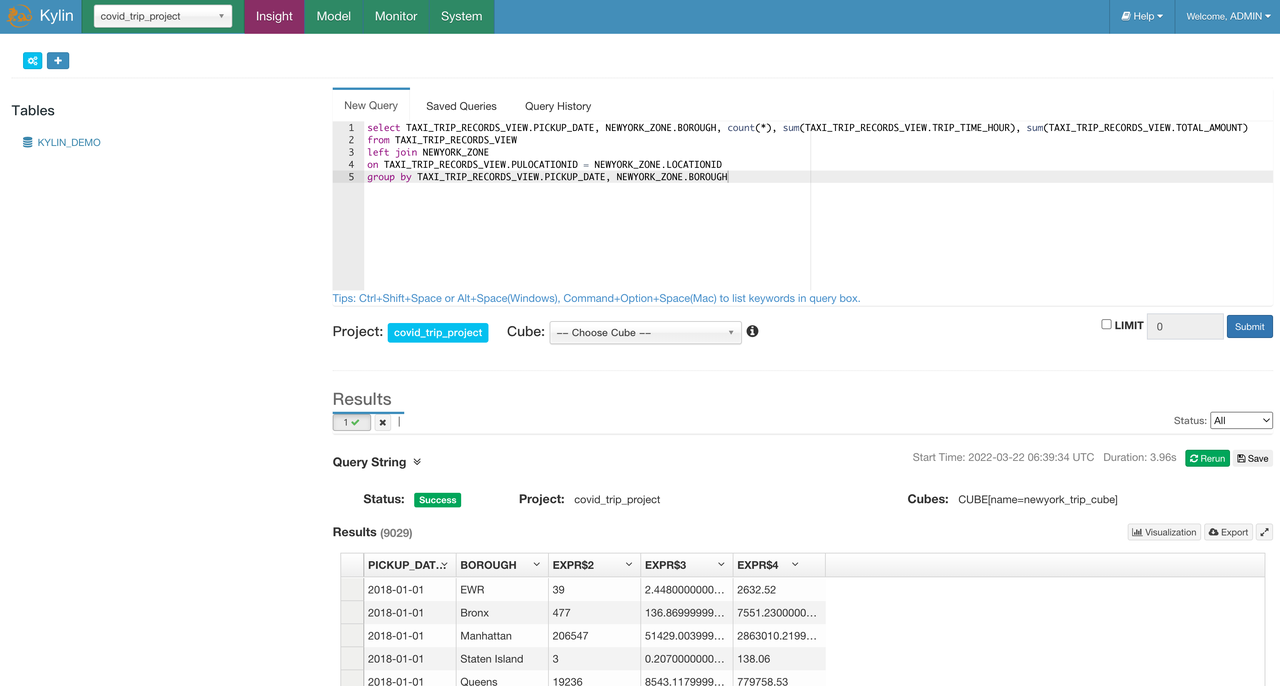 Kylin
covid_trip_project
Insight
Model
Monitor
System
Help
Welcome, ADMIN
Tables
KYLIN_DEMO
New Query
Saved Queries
Query History
1 select TAXI_TRIP_RECORDS_VIEW.PICKUP_DATE, NEWYORK_ZONE.BOROUGH, count(*), sum(TAXI_TRIP_RECORDS_VIEW.TRIP_TIME_HOUR), sum(TAXI_TRIP_RECORDS_VIEW.TOTAL_AMOUNT)
2 from TAXI_TRIP_RECORDS_VIEW
3 left join NEWYORK_ZONE
4 on TAXI_TRIP_RECORDS_VIEW.PULOCATIONID = NEWYORK_ZONE.LOCATIONID
5 group by TAXI_TRIP_RECORDS_VIEW.PICKUP_DATE, NEWYORK_ZONE.BOROUGH
Tips: Ctrl+Shift+Space or Alt+Space(Windows), Command+Option+Space(Mac) to list keywords in query box.
Project: covid_trip_project Cube: -- Choose Cube -- LIMIT 0 Submit
Results
1
Status: All
Query String Start Time: 2022-03-22 06:39:34 UTC Duration: 3.96s Rerun Save
Status: Success Project: covid_trip_project Cubes: CUBE[name=newyork_trip_cube]
Results (9029) Visualization Export
PICKUP_DAT... BOROUGH EXPR$2 EXPR$3 EXPR$4
2018-01-01 EWR 39 2.4480000000... 2632.52
2018-01-01 Bronx 477 136.86999999... 7551.2300000...
2018-01-01 Manhattan 206547 51429.003999... 2863010.2199...
2018-01-01 Staten Island 3 0.2070000000... 138.06
2018-01-01 Queens 19236 8543.1179999... 779758.53